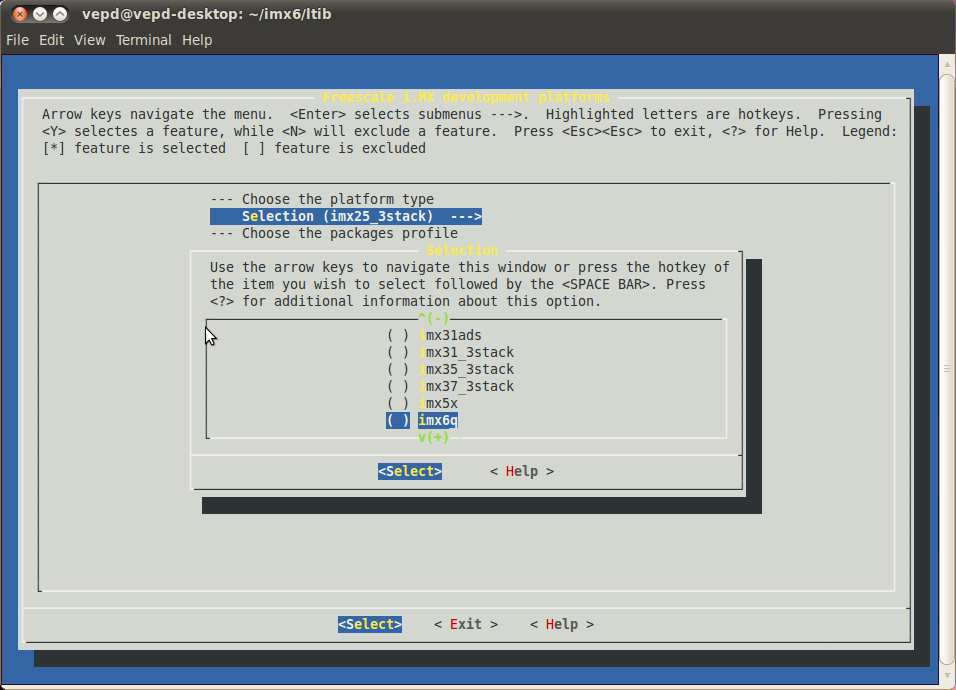 vepd@vepd-desktop: ~/imx6/ltib
File Edit View Terminal Help
Freescale i.MX development platforms
Arrow keys navigate the menu. <Enter> selects submenus --->. Highlighted letters are hotkeys. Pressing
<Y> selectes a feature, while <N> will exclude a feature. Press <Esc><Esc> to exit, <?> for Help. Legend:
[*] feature is selected [ ] feature is excluded
--- Choose the platform type
Selection (imx25_3stack) --->
--- Choose the packages profile
Selection
Use the arrow keys to navigate this window or press the hotkey of
the item you wish to select followed by the <SPACE BAR>. Press
<?> for additional information about this option.
^(-)
( ) imx31ads
( ) imx31_3stack
( ) imx35_3stack
( ) imx37_3stack
( ) imx5x
( ) imx6q
v(+)
<Select> < Help >
<Select> < Exit > < Help >